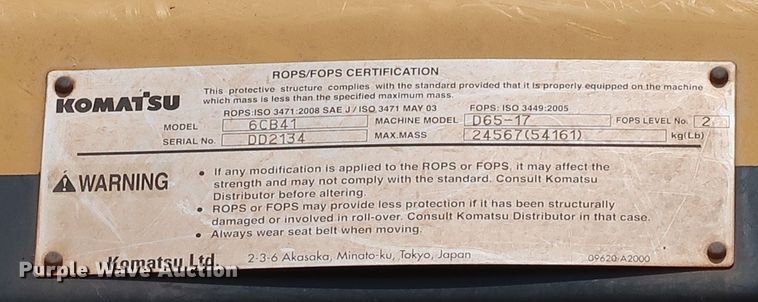 ROPS/FOPS CERTIFICATION
KOMATSU
This protective structure complies with the standard provided that it is properly equipped on the machine
which mass is less than the specified maximum mass.
ROPS:ISO 3471:2008 SAE J / ISO 3471 MAY 03 FOPS: ISO 3449:2005
MODEL 6CB41 MACHINE MODEL D65-17 FOPS LEVEL No. 2
SERIAL No. DD2134 MAX.MASS 24567(54161) kg(Lb)
WARNING
• If any modification is applied to the ROPS or FOPS, it may affect the
strength and may not comply with the standard. Consult Komatsu
Distributor before altering.
• ROPS or FOPS may provide less protection if it has been structurally
damaged or involved in roll-over. Consult Komatsu Distributor in that case.
• Always wear seat belt when moving.
Komatsu Ltd. 2-3-6 Akasaka, Minato-ku, Tokyo, Japan 09620-A2000
Purple Wave Auction